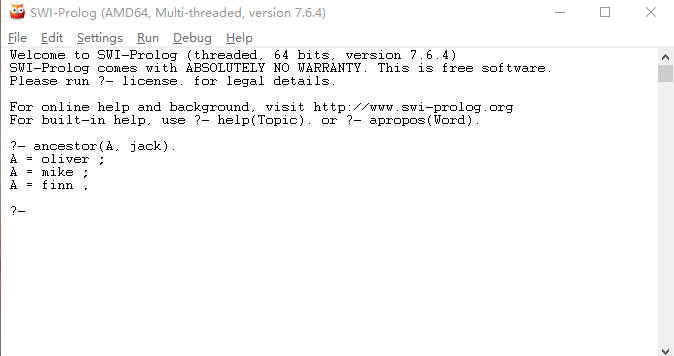 SWI-Prolog (AMD64, Multi-threaded, version 7.6.4)
File Edit Settings Run Debug Help
Welcome to SWI-Prolog (threaded, 64 bits, version 7.6.4)
SWI-Prolog comes with ABSOLUTELY NO WARRANTY. This is free software.
Please run ?- license. for legal details.
For online help and background, visit http://www.swi-prolog.org
For built-in help, use ?- help(Topic). or ?- apropos(Word).
?- ancestor(A, jack).
A = oliver ;
A = mike ;
A = finn .
?-